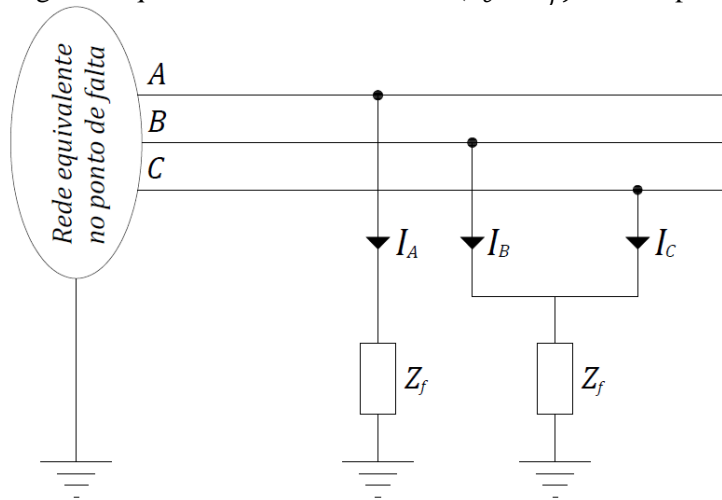 A
B
C
Rede equivalente
no ponto de falta
I_A
I_B
I_C
Z_f
Z_f